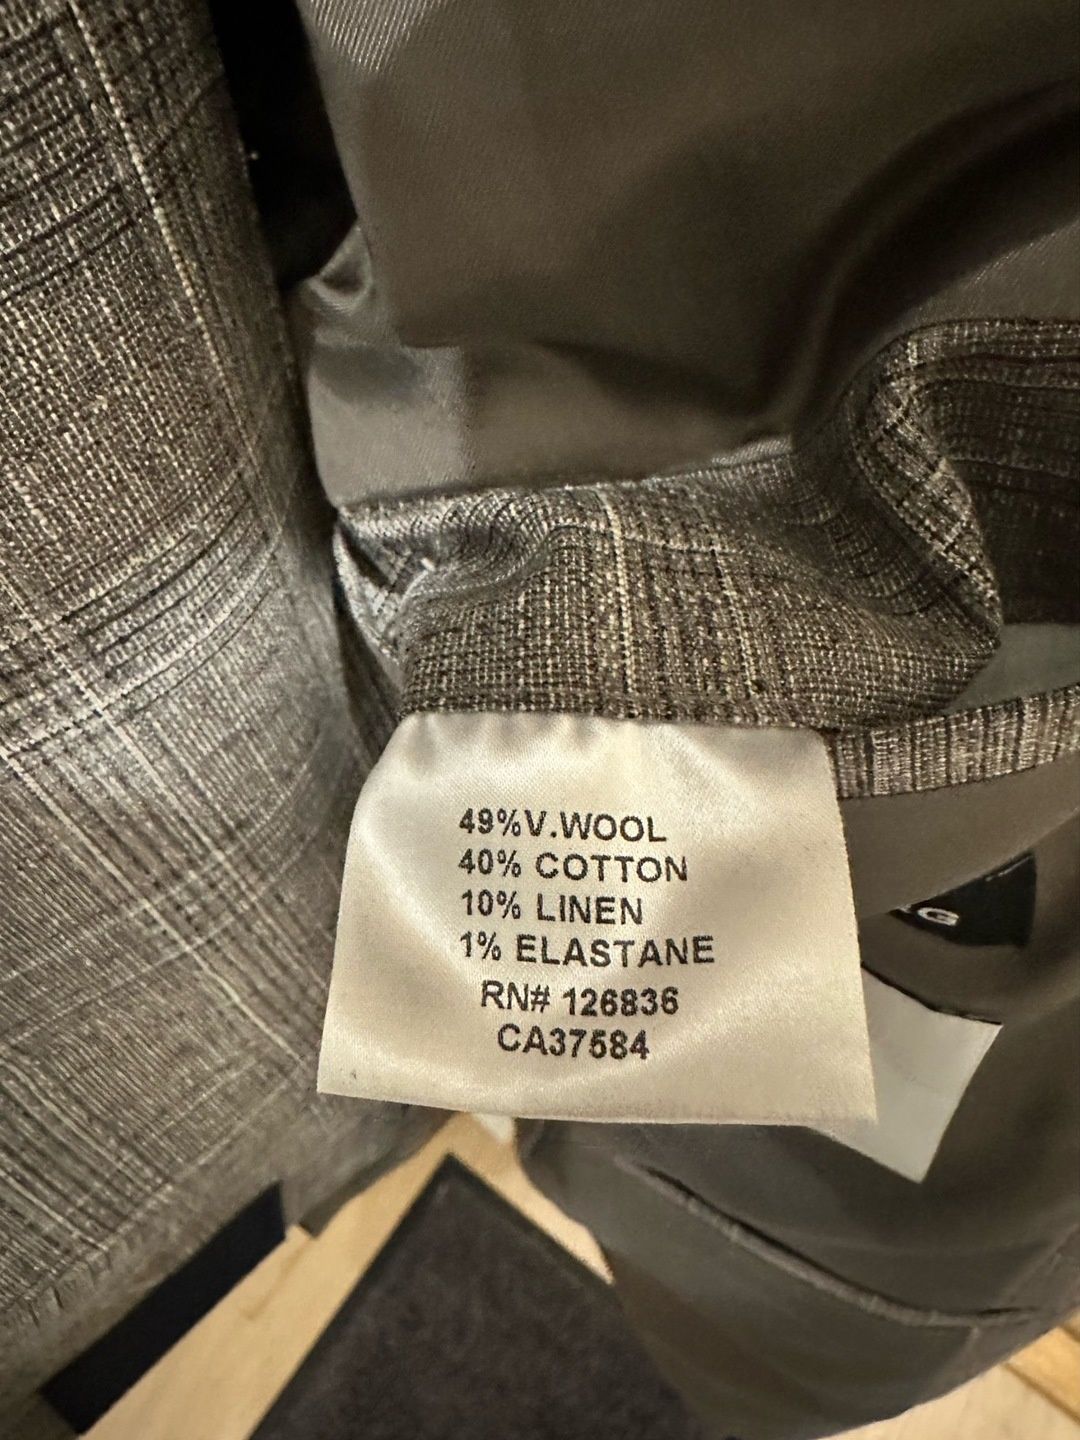 49%V.WOOL
40% COTTON
10% LINEN
1% ELASTANE
RN# 126836
CA37584